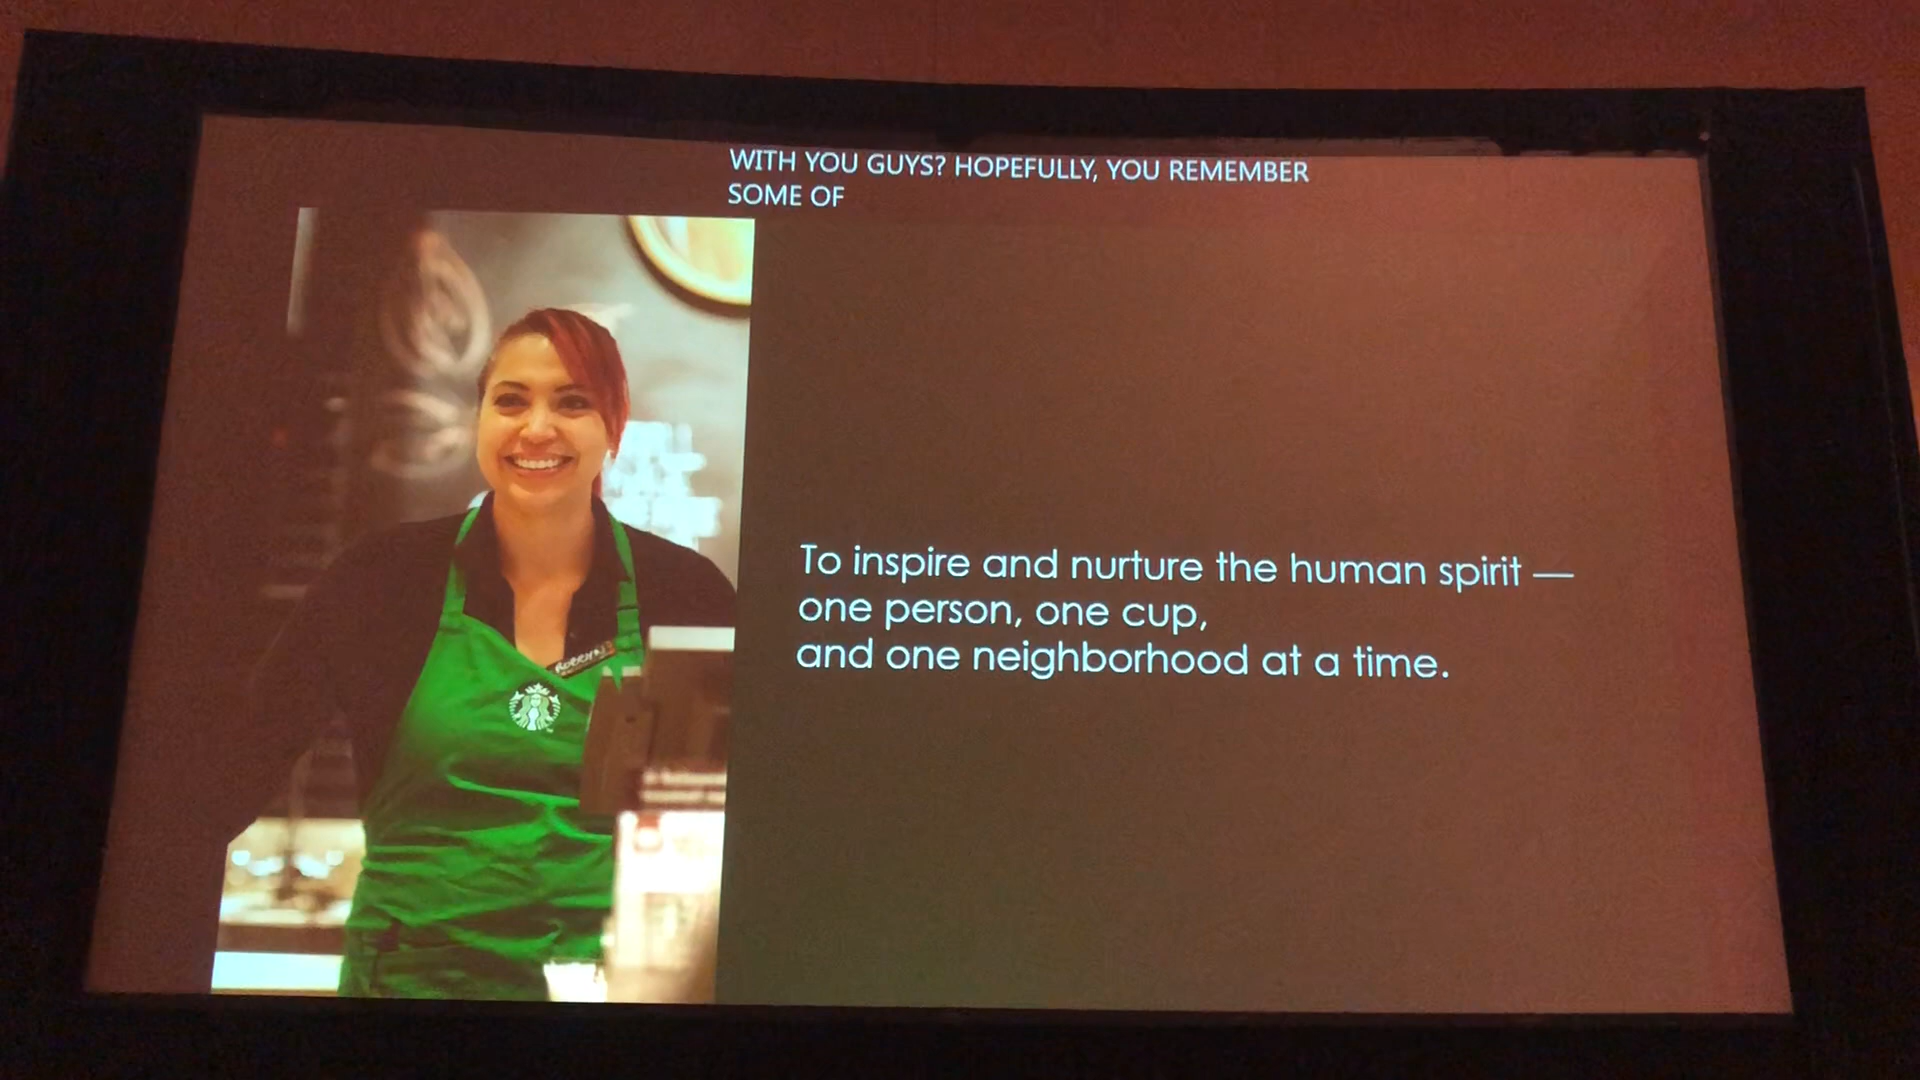 WITH YOU GUYS? HOPEFULLY, YOU REMEMBER
SOME OF
To inspire and nurture the human spirit —
one person, one cup,
and one neighborhood at a time.